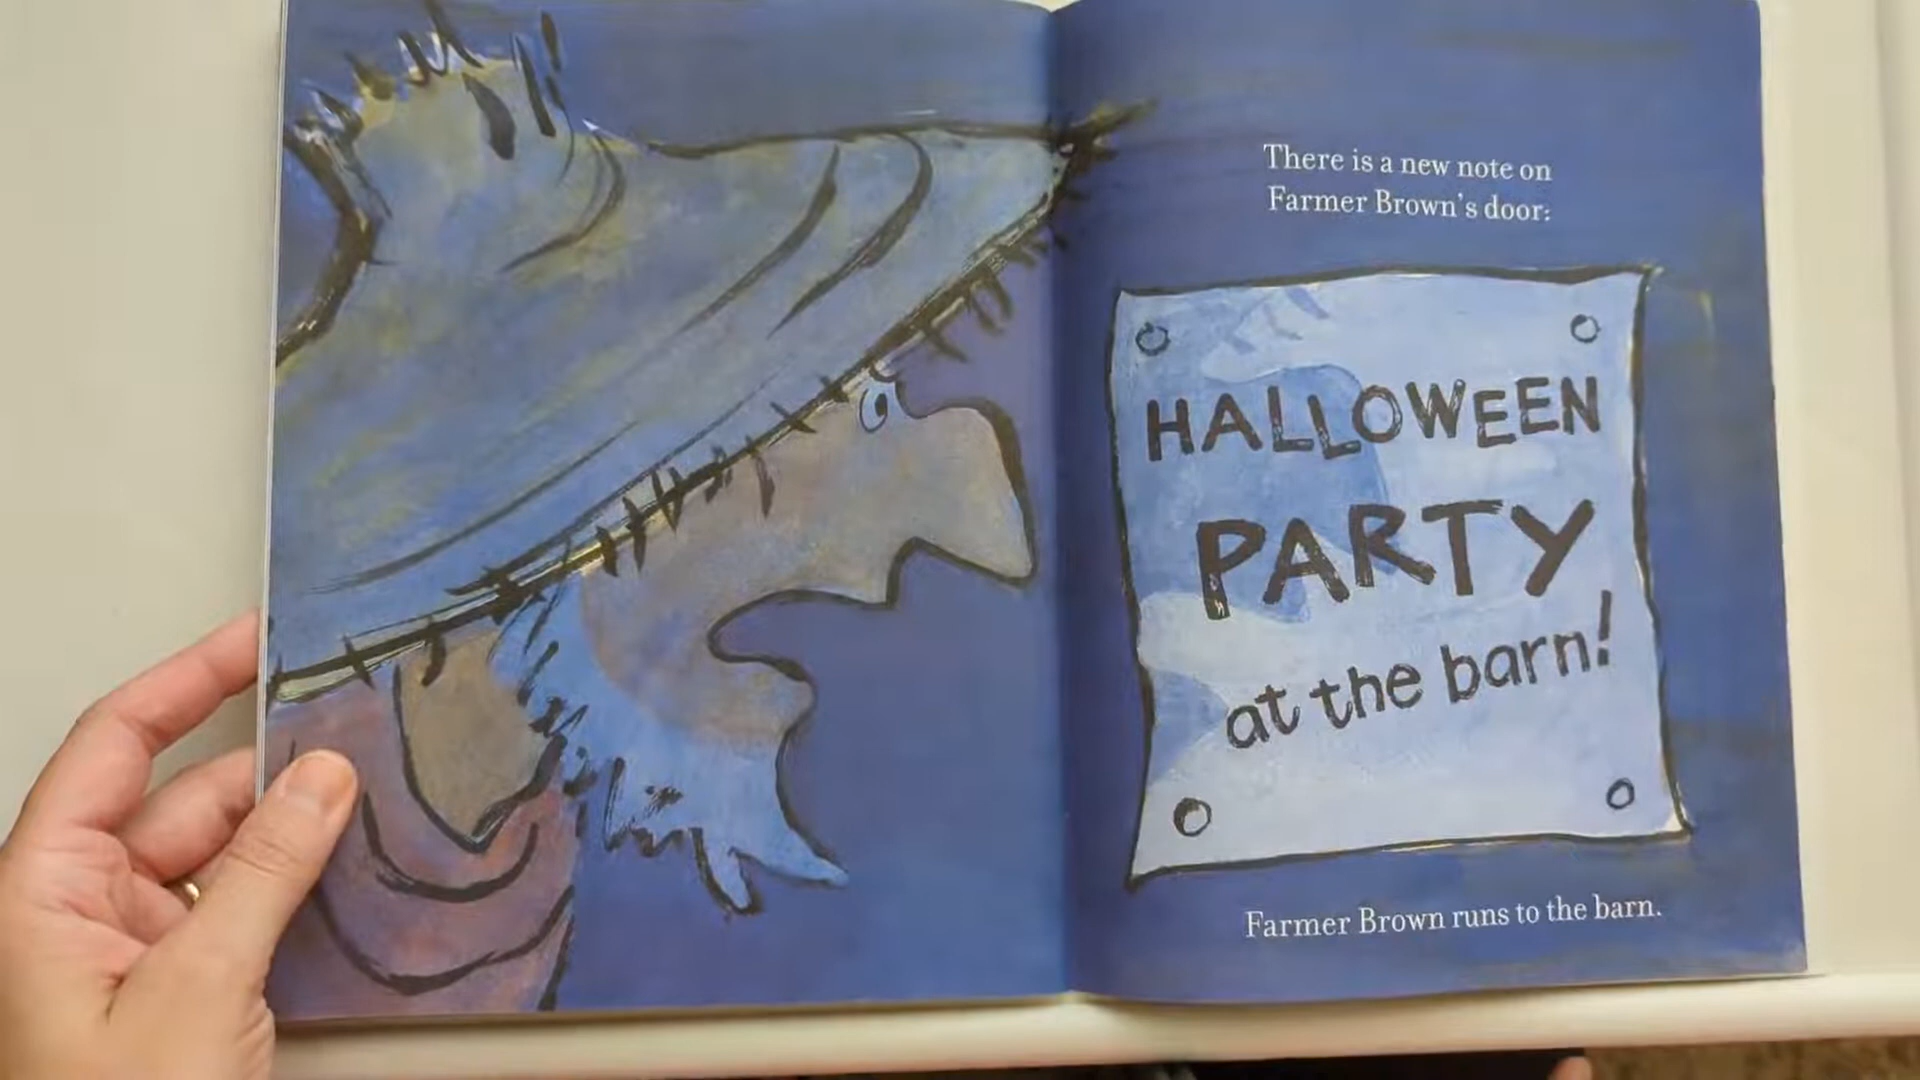 There is a new note on
Farmer Brown's door:
HALLOWEEN
PARTY
at the barn!
Farmer Brown runs to the barn.